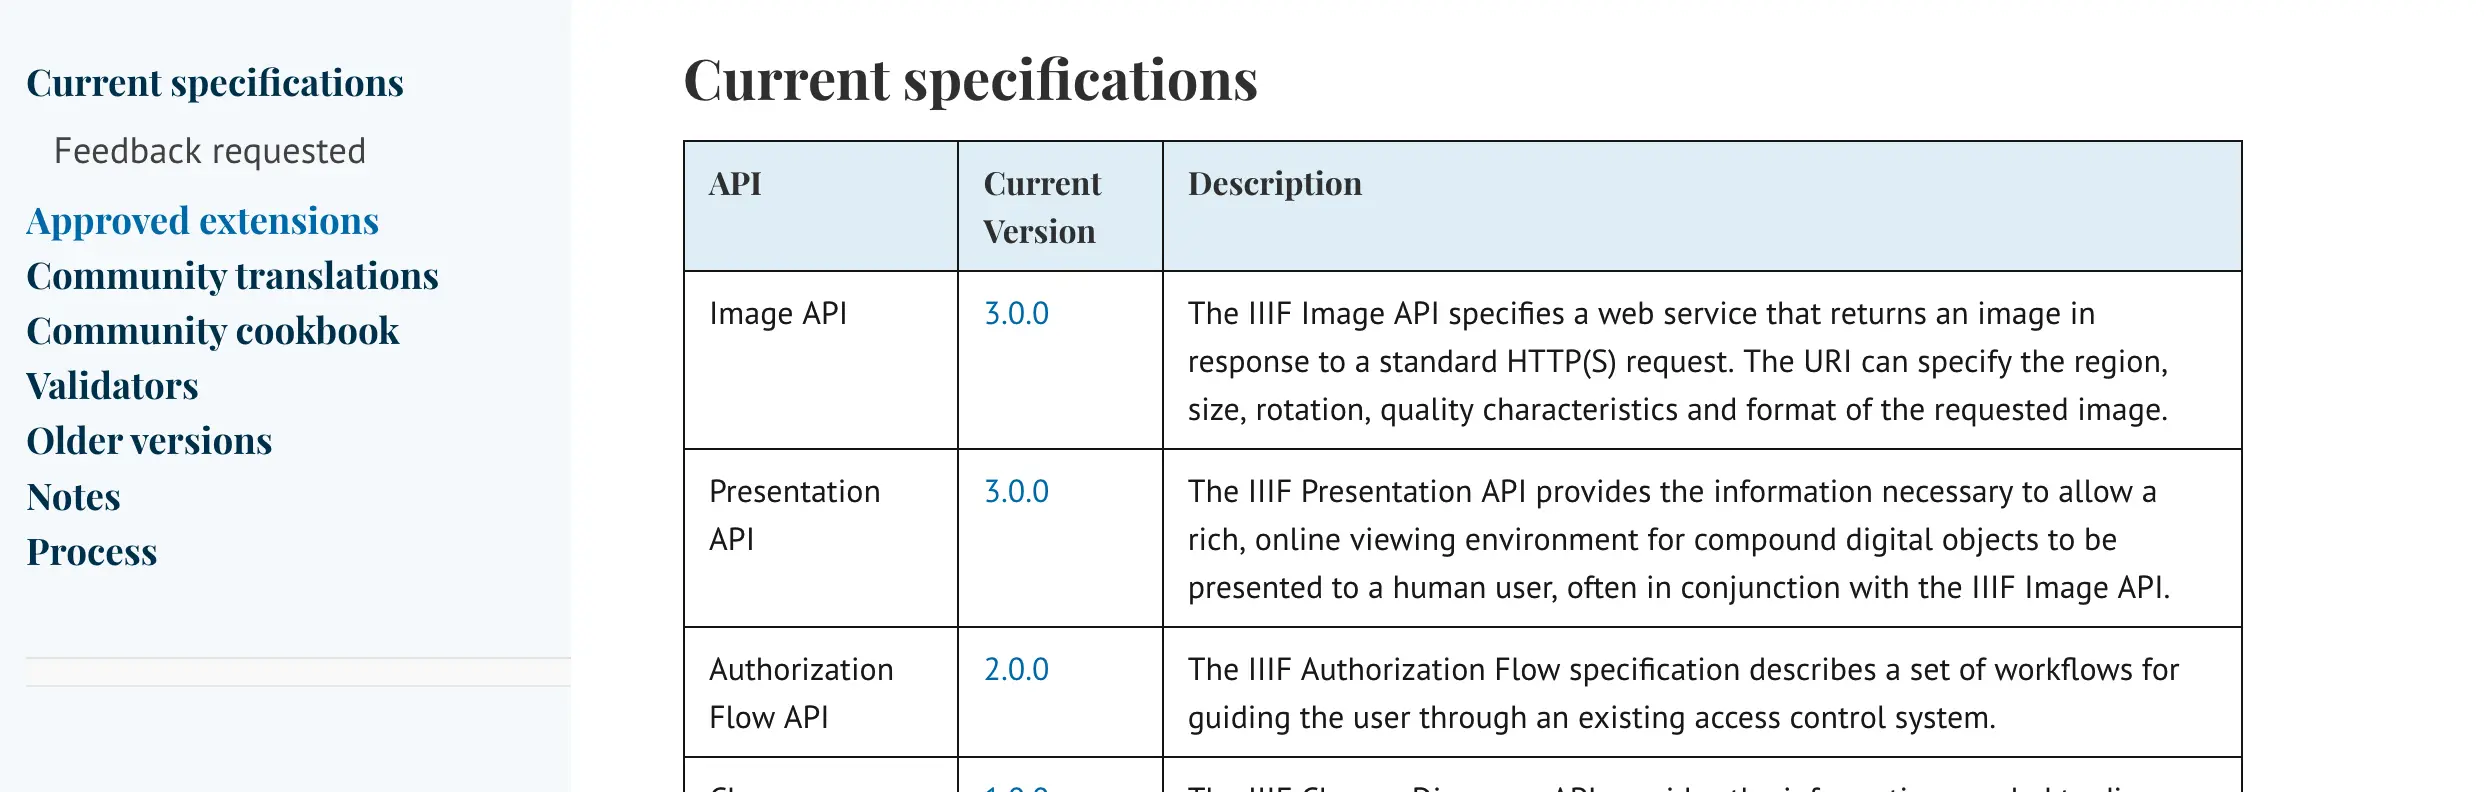 Current specifications
Feedback requested
Approved extensions
Community translations
Community cookbook
Validators
Older versions
Notes
Process
Current specifications
API
Current
Version
Description
Image API
3.0.0
The IIIF Image API specifies a web service that returns an image in
response to a standard HTTP(S) request. The URI can specify the region,
size, rotation, quality characteristics and format of the requested image.
Presentation
API
3.0.0
The IIIF Presentation API provides the information necessary to allow a
rich, online viewing environment for compound digital objects to be
presented to a human user, often in conjunction with the IIIF Image API.
Authorization
Flow API
2.0.0
The IIIF Authorization Flow specification describes a set of workflows for
guiding the user through an existing access control system.